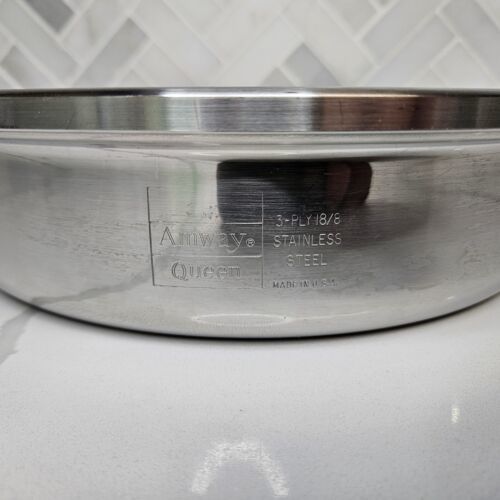 Amway®
Queen
3-PLY 18/8
STAINLESS
STEEL
MADE IN U.S.A.